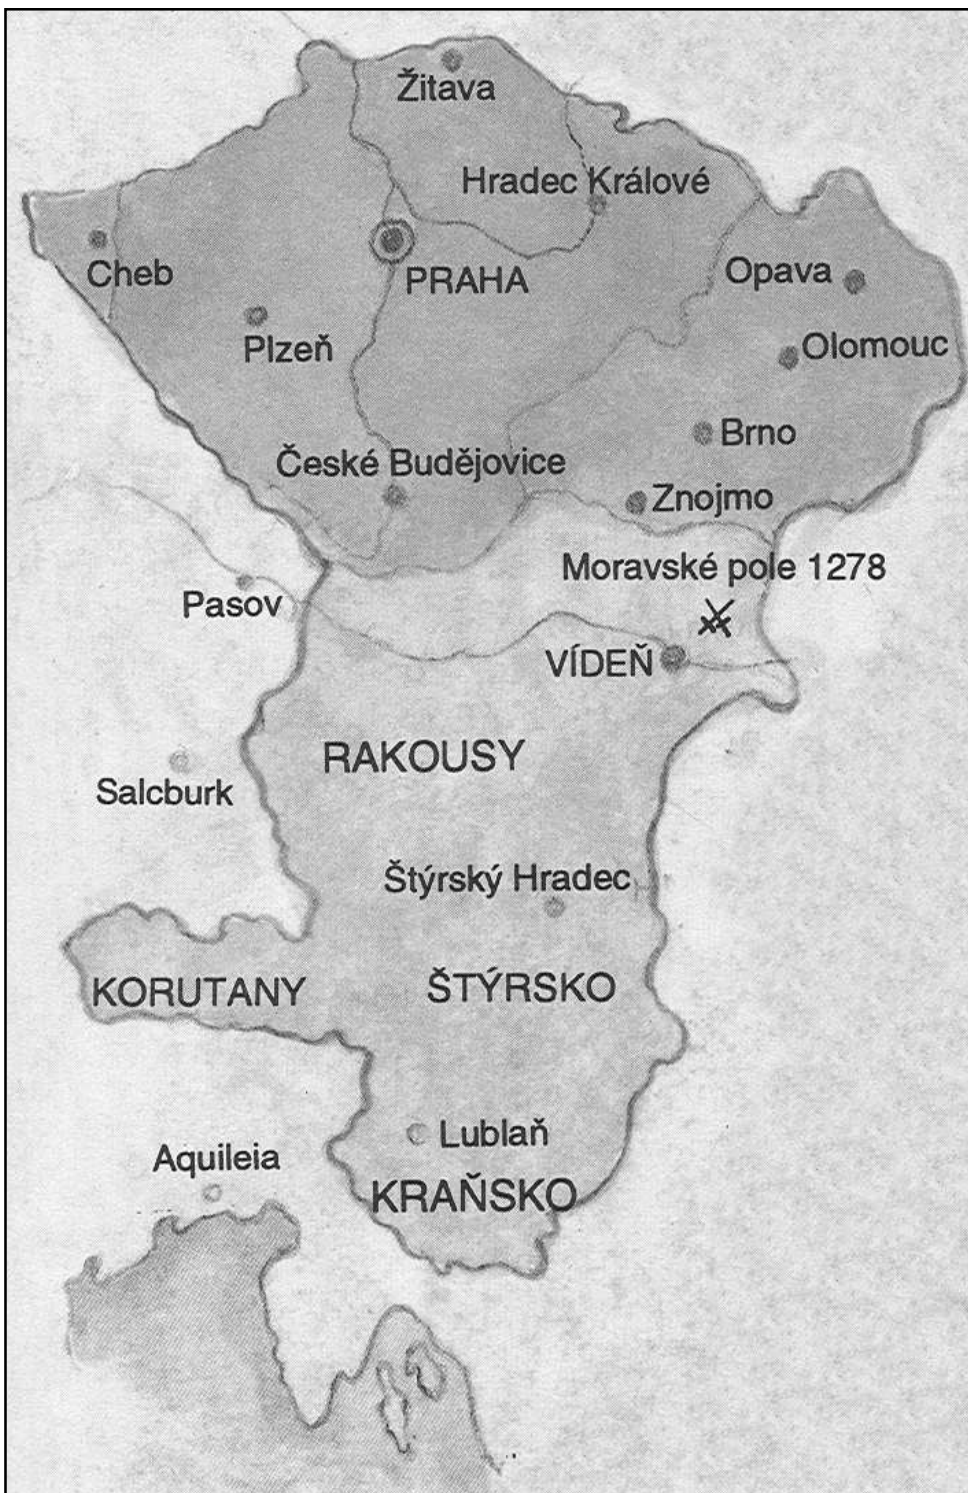 Žitava
Hradec Králové
Cheb
PRAHA
Opava
Plzeň
Olomouc
Brno
České Budějovice
Znojmo
Moravské pole 1278
Pasov
VÍDEŇ
RAKOUSY
Salcburk
Štýrský Hradec
KORUTANY
ŠTÝRSKO
Lublaň
Aquileia
KRAŇSKO